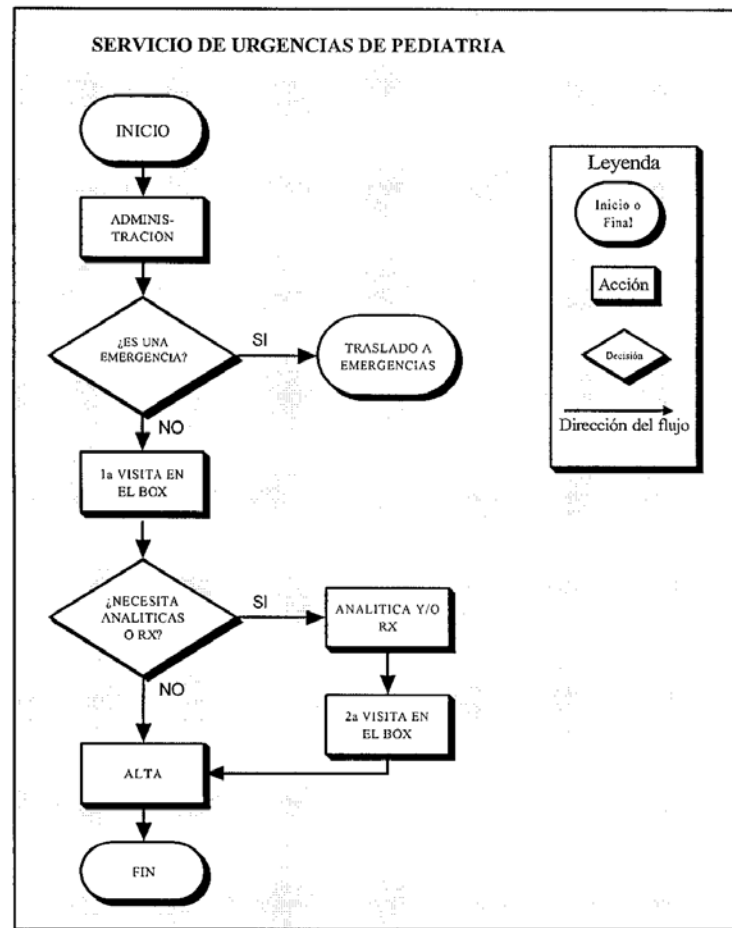 SERVICIO DE URGENCIAS DE PEDIATRIA
INICIO
ADMINIS-
TRACION
¿ES UNA
EMERGENCIA?
SI
TRASLADO A
EMERGENCIAS
NO
1a VISITA EN
EL BOX
¿NECESITA
ANALITICAS
O RX?
SI
ANALITICA Y/O
RX
NO
2a VISITA EN
EL BOX
ALTA
FIN
Leyenda
Inicio o
Final
Acción
Decisión
Dirección del flujo